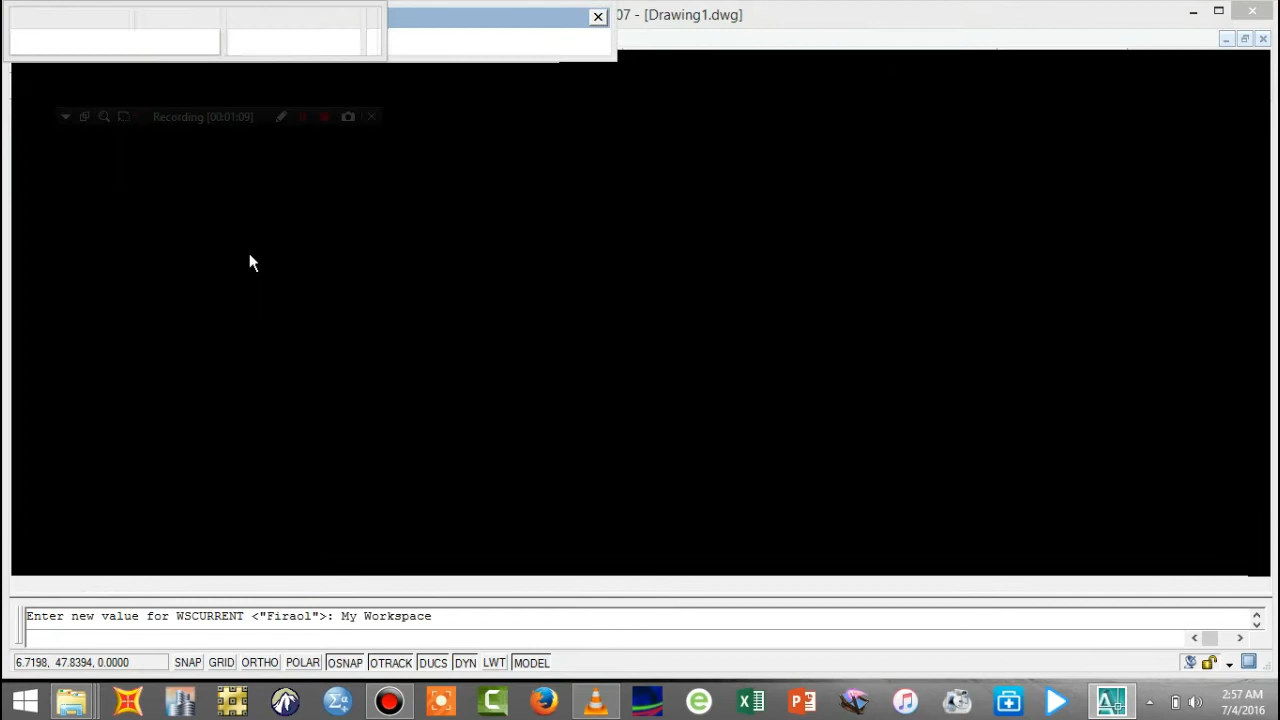 07 - [Drawing1.dwg]
Recording [00:01:09]
Enter new value for WSCURRENT <"Firaol">: My Workspace
6.7198, 47.8394, 0.0000 SNAP GRID ORTHO POLAR OSNAP OTRACK DUCS DYN LWT MODEL
2:57 AM
7/4/2016